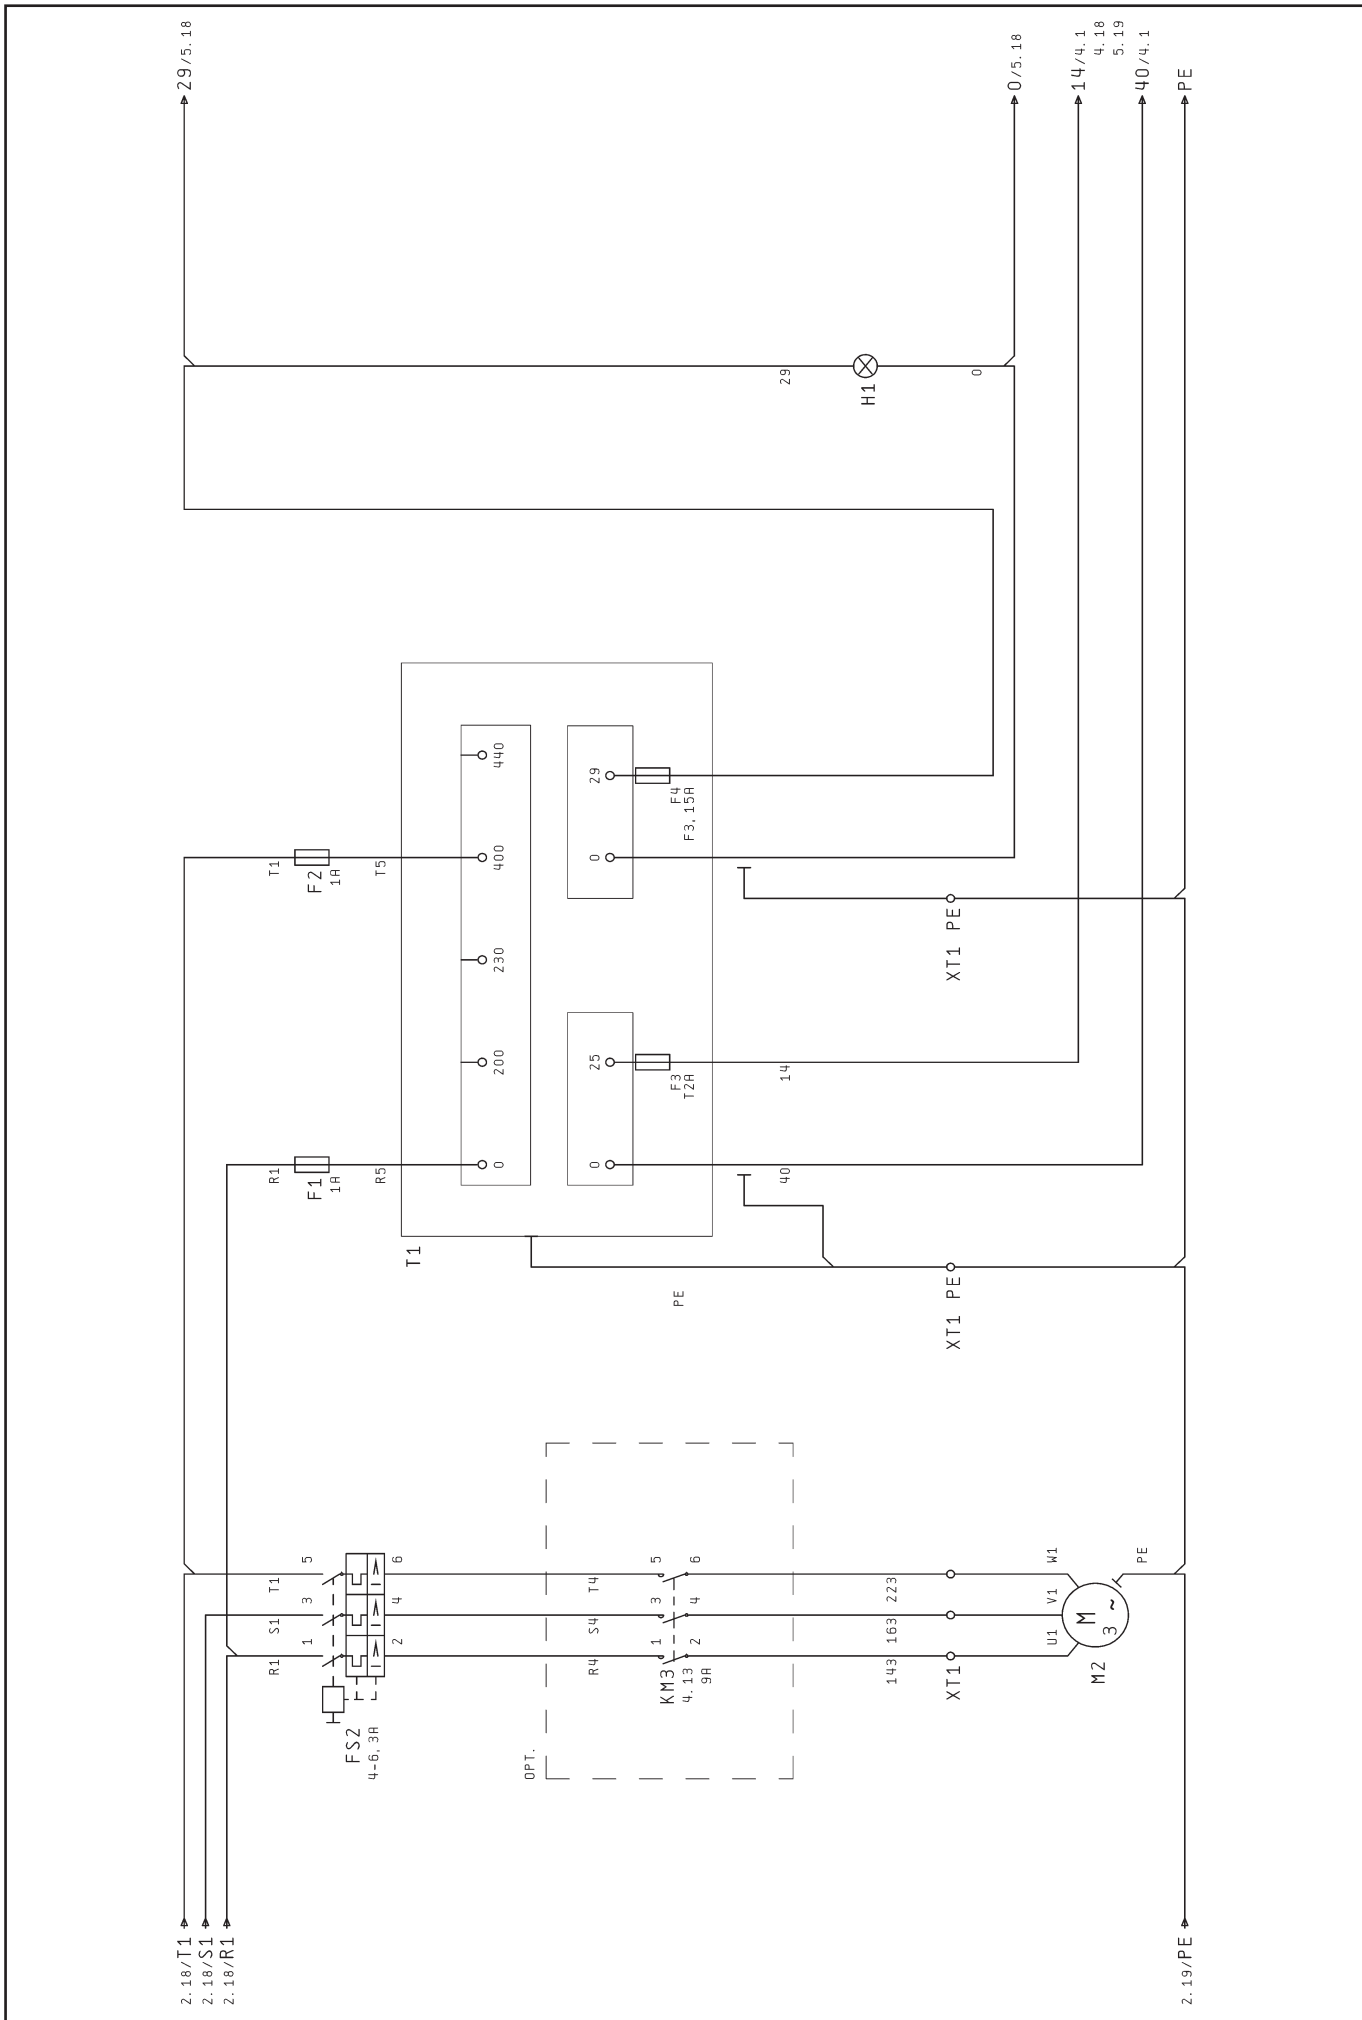 2.18/T1
2.18/S1
2.18/R1
2.19/PE
FS2
4-6,3A
R1
1
S1
3
T1
5
2
4
6
OPT.
R4
S4
T4
KM3
4.13
9A
1
2
3
4
5
6
143
163
223
XT1
U1
V1
W1
M
3 ~
M2
PE
R1
F1
1A
R5
T1
T1
F2
1A
T5
0
200
230
400
440
0
25
0
29
F3
T2A
F4
F3,15A
40
14
PE
XT1 PE
XT1 PE
29
H1
0
29/5.18
0/5.18
14/4.1
4.18
5.19
40/4.1
PE